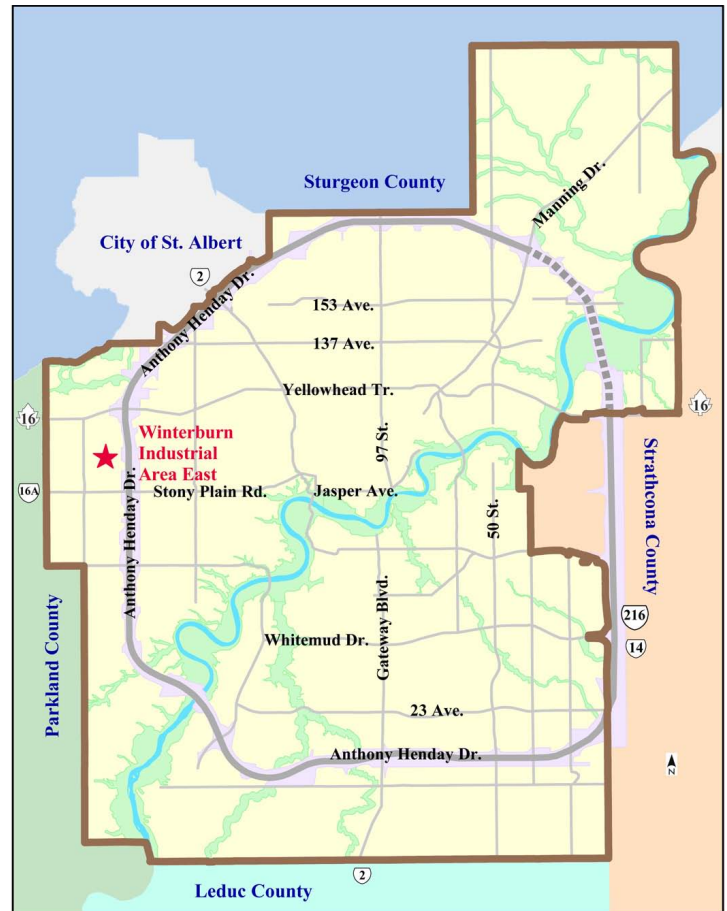 Sturgeon County
Manning Dr.
City of St. Albert
2
Anthony Henday Dr.
153 Ave.
137 Ave.
Yellowhead Tr.
16
16
Winterburn
Industrial
Area East
97 St.
Strathcona County
16A
Stony Plain Rd.
Jasper Ave.
50 St.
Anthony Henday Dr.
Parkland County
Gateway Blvd.
216
Whitemud Dr.
14
23 Ave.
Anthony Henday Dr.
N
2
Leduc County